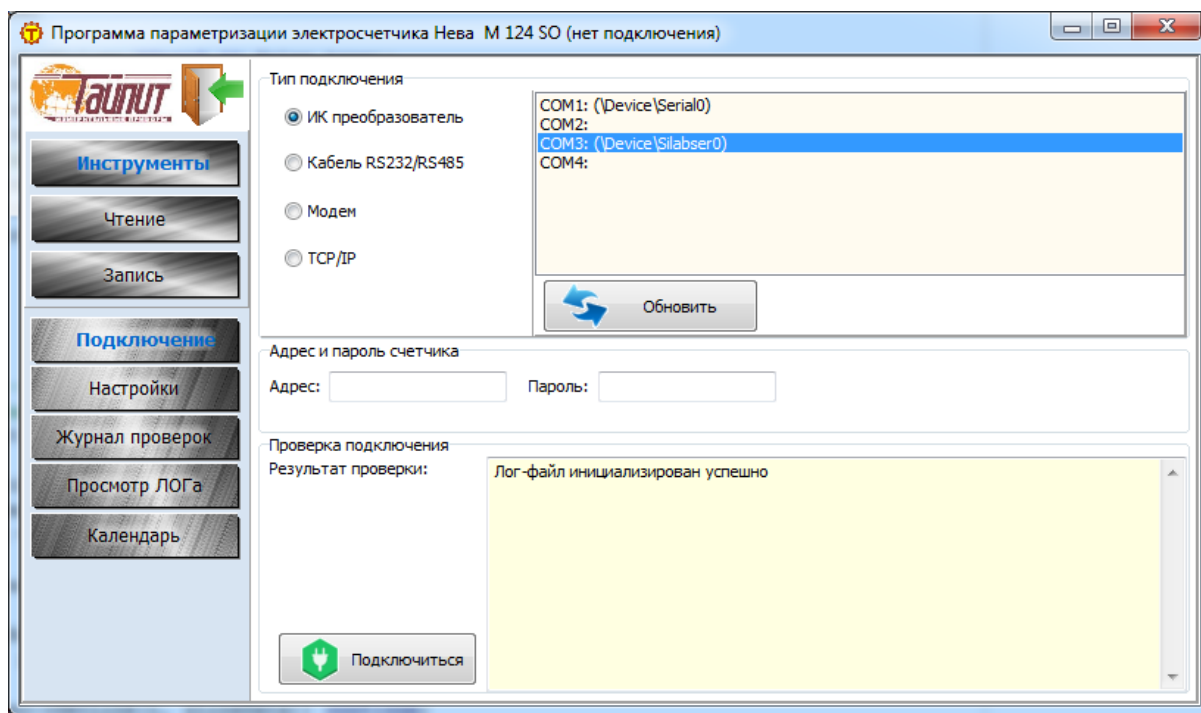 Программа параметризации электросчетчика Нева М 124 SO (нет подключения)
Тайпит
ИЗМЕРИТЕЛЬНЫЕ ПРИБОРЫ
Инструменты
Чтение
Запись
Подключение
Настройки
Журнал проверок
Просмотр ЛОГа
Календарь
Тип подключения
ИК преобразователь
Кабель RS232/RS485
Модем
TCP/IP
COM1: (\Device\Serial0)
COM2:
COM3: (\Device\Silabser0)
COM4:
Обновить
Адрес и пароль счетчика
Адрес:
Пароль:
Проверка подключения
Результат проверки:
Лог-файл инициализирован успешно
Подключиться